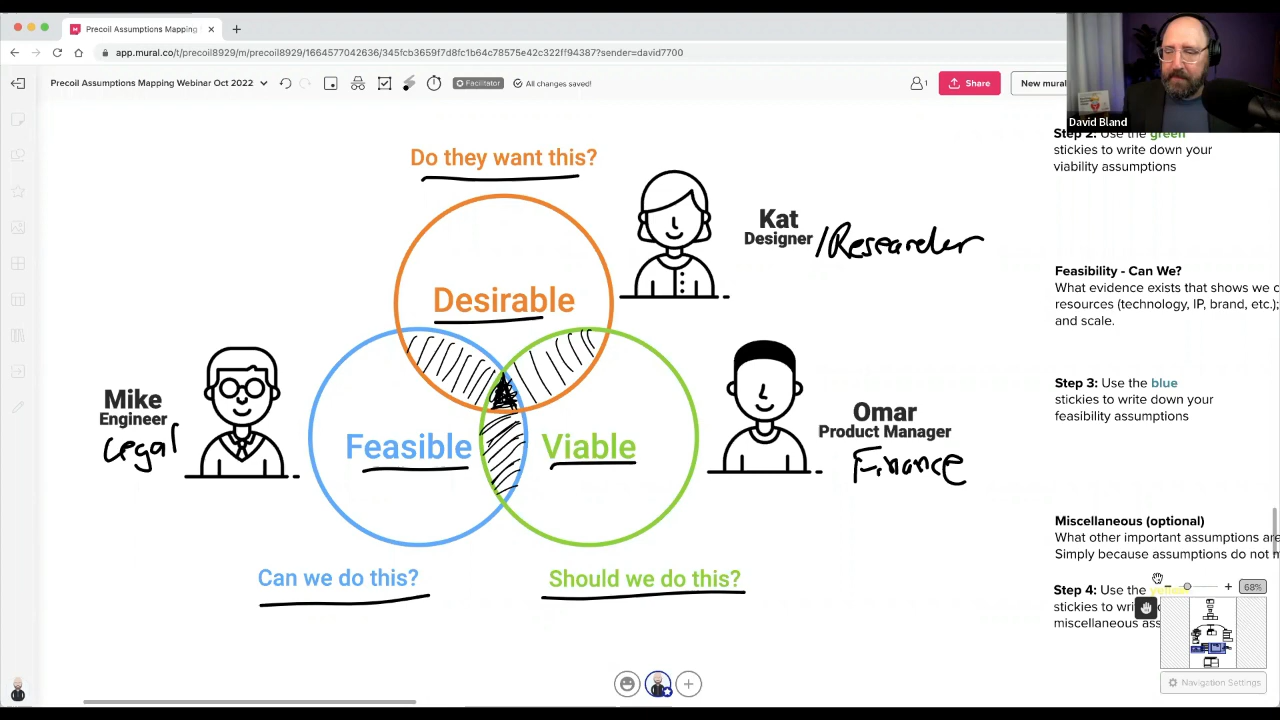 Precoil Assumptions Mapping
app.mural.co/t/precoil8929/m/precoil8929/1664577042636/345fcb3659f7d8fc1b64c78575e42c322ff94387?sender=david7700
Precoil Assumptions Mapping Webinar Oct 2022
Facilitator
All changes saved!
1
Share
New mural
David Bland
Do they want this?
Kat
Designer /Researcher
Desirable
Mike
Engineer
Legal
Feasible
Viable
Omar
Product Manager
Finance
Can we do this?
Should we do this?
Step 2: Use the green
stickies to write down your
viability assumptions
Feasibility - Can We?
What evidence exists that shows we c
resources (technology, IP, brand, etc.);
and scale.
Step 3: Use the blue
stickies to write down your
feasibility assumptions
Miscellaneous (optional)
What other important assumptions are
Simply because assumptions do not m
Step 4: Use the
stickies to wri
miscellaneous ass
68%
Navigation Settings